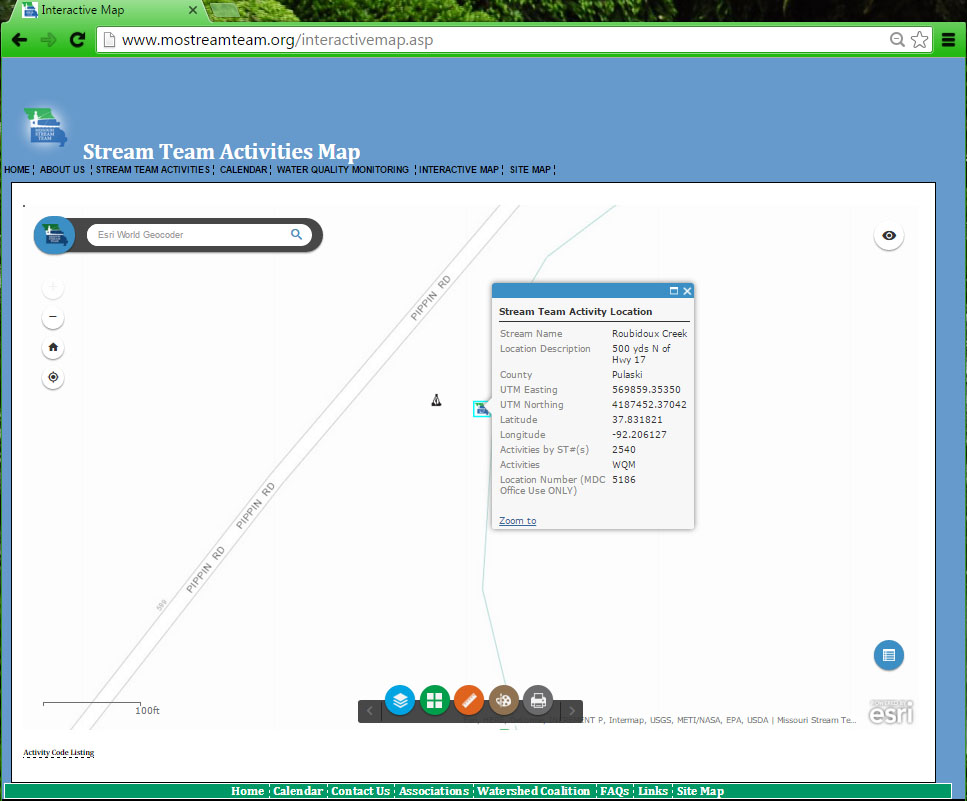 Interactive Map
www.mostreamteam.org/interactivemap.asp
MISSOURI
STREAM
TEAM
Stream Team Activities Map
HOME ¦ ABOUT US ¦ STREAM TEAM ACTIVITIES ¦ CALENDAR ¦ WATER QUALITY MONITORING ¦ INTERACTIVE MAP ¦ SITE MAP ¦
.
Esri World Geocoder
PIPPIN RD
Stream Team Activity Location
Stream Name Roubidoux Creek
Location Description 500 yds N of
Hwy 17
County Pulaski
UTM Easting 569859.35350
UTM Northing 4187452.37042
Latitude 37.831821
Longitude -92.206127
Activities by ST#(s) 2540
Activities WQM
Location Number (MDC 5186
Office Use ONLY)
Zoom to
PIPPIN RD
PIPPIN RD
100ft
P, Intermap, USGS, METI/NASA, EPA, USDA | Missouri Stream Te...
esri
Activity Code Listing
Home ¦ Calendar ¦ Contact Us ¦ Associations ¦ Watershed Coalition ¦ FAQs ¦ Links ¦ Site Map